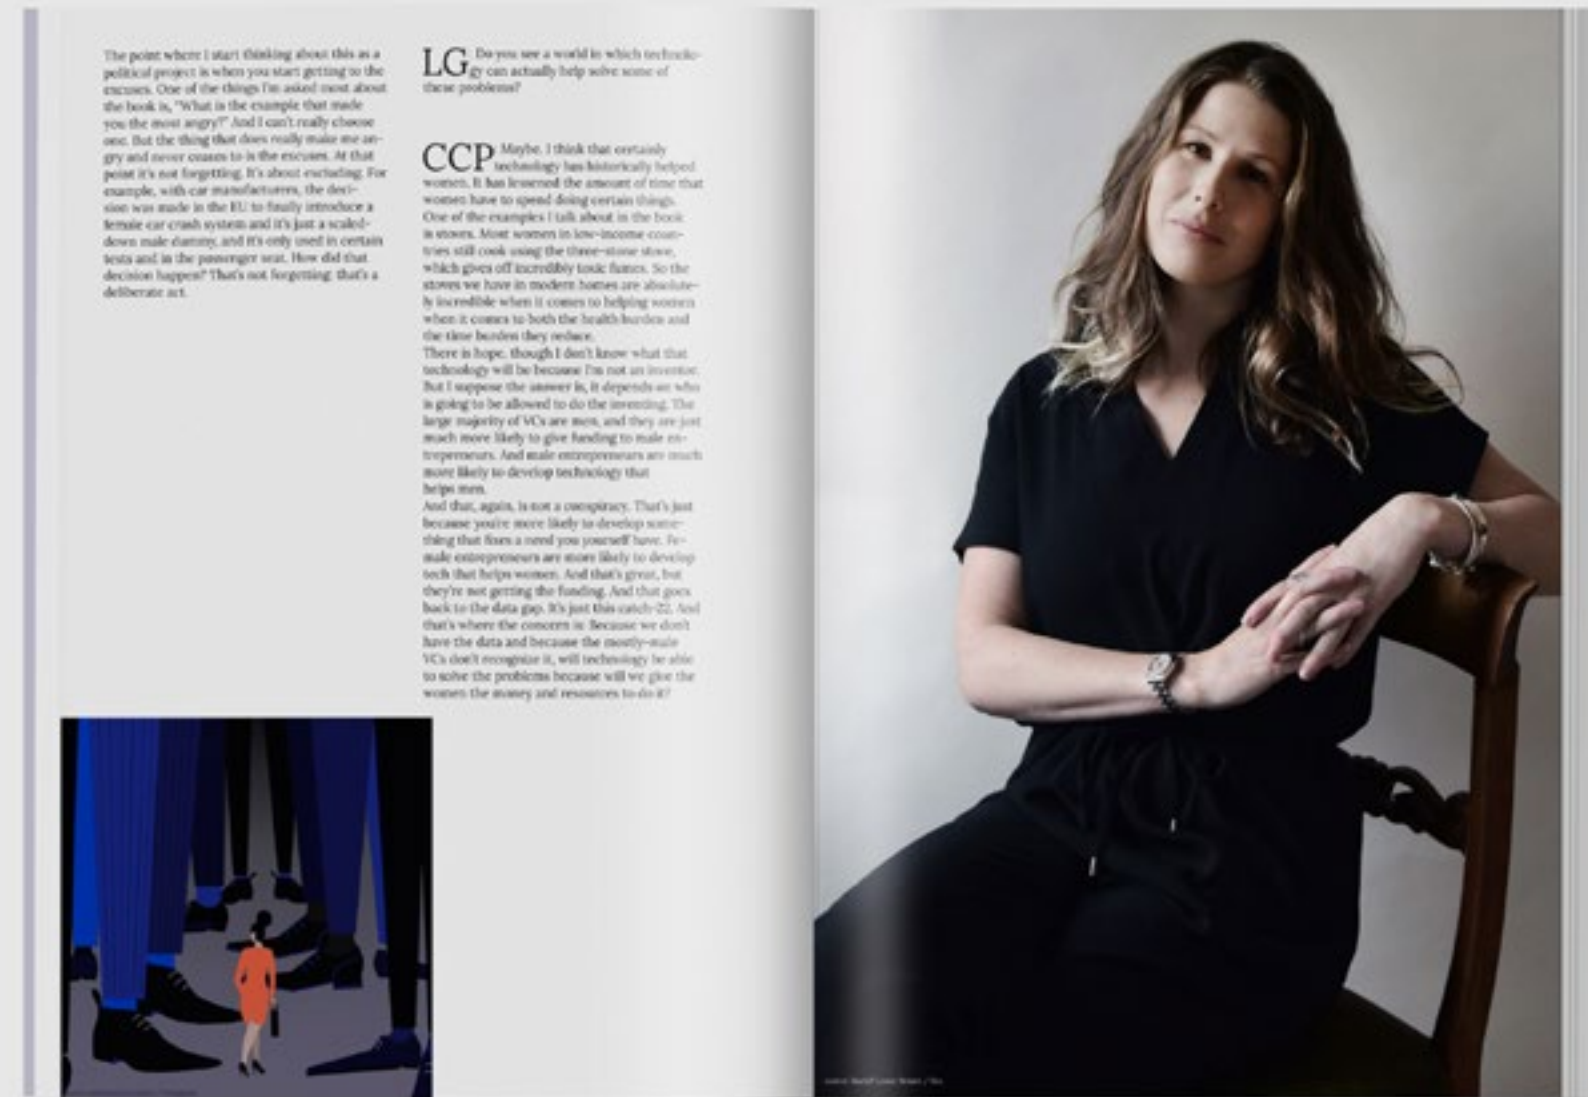 The point where I start thinking about this as a
political project is when you start getting to the
excuses. One of the things I'm asked most about
the book is, "What is the example that made
you the most angry?" And I can't really choose
one. But the thing that does really make me an-
gry and never ceases to is the excuses. At that
point it's not forgetting. It's about excluding. For
example, with car manufacturers, the deci-
sion was made in the EU to finally introduce a
female car crash system and it's just a scaled-
down male dummy, and it's only used in certain
tests and in the passenger seat. How did that
decision happen? That's not forgetting: that's a
deliberate act.
LG Do you see a world in which technolo-
gy can actually help solve some of
these problems?
CCP Maybe. I think that certainly
technology has historically helped
women. It has lessened the amount of time that
women have to spend doing certain things.
One of the examples I talk about in the book
is stoves. Most women in low-income coun-
tries still cook using the three-stone stove,
which gives off incredibly toxic fumes. So the
stoves we have in modern homes are absolute-
ly incredible when it comes to helping women
when it comes to both the health burden and
the time burden they reduce.
There is hope, though I don't know what that
technology will be because I'm not an inventor.
But I suppose the answer is, it depends on who
is going to be allowed to do the inventing. The
large majority of VCs are men, and they are just
much more likely to give funding to male en-
trepreneurs. And male entrepreneurs are much
more likely to develop technology that
helps men.
And that, again, is not a conspiracy. That's just
because you're more likely to develop some-
thing that fixes a need you yourself have. Fe-
male entrepreneurs are more likely to develop
tech that helps women. And that's great, but
they're not getting the funding. And that goes
back to the data gap. It's just this catch-22. And
that's where the concern is: Because we don't
have the data and because the mostly-male
VCs don't recognize it, will technology be able
to solve the problems because will we give the
women the money and resources to do it?